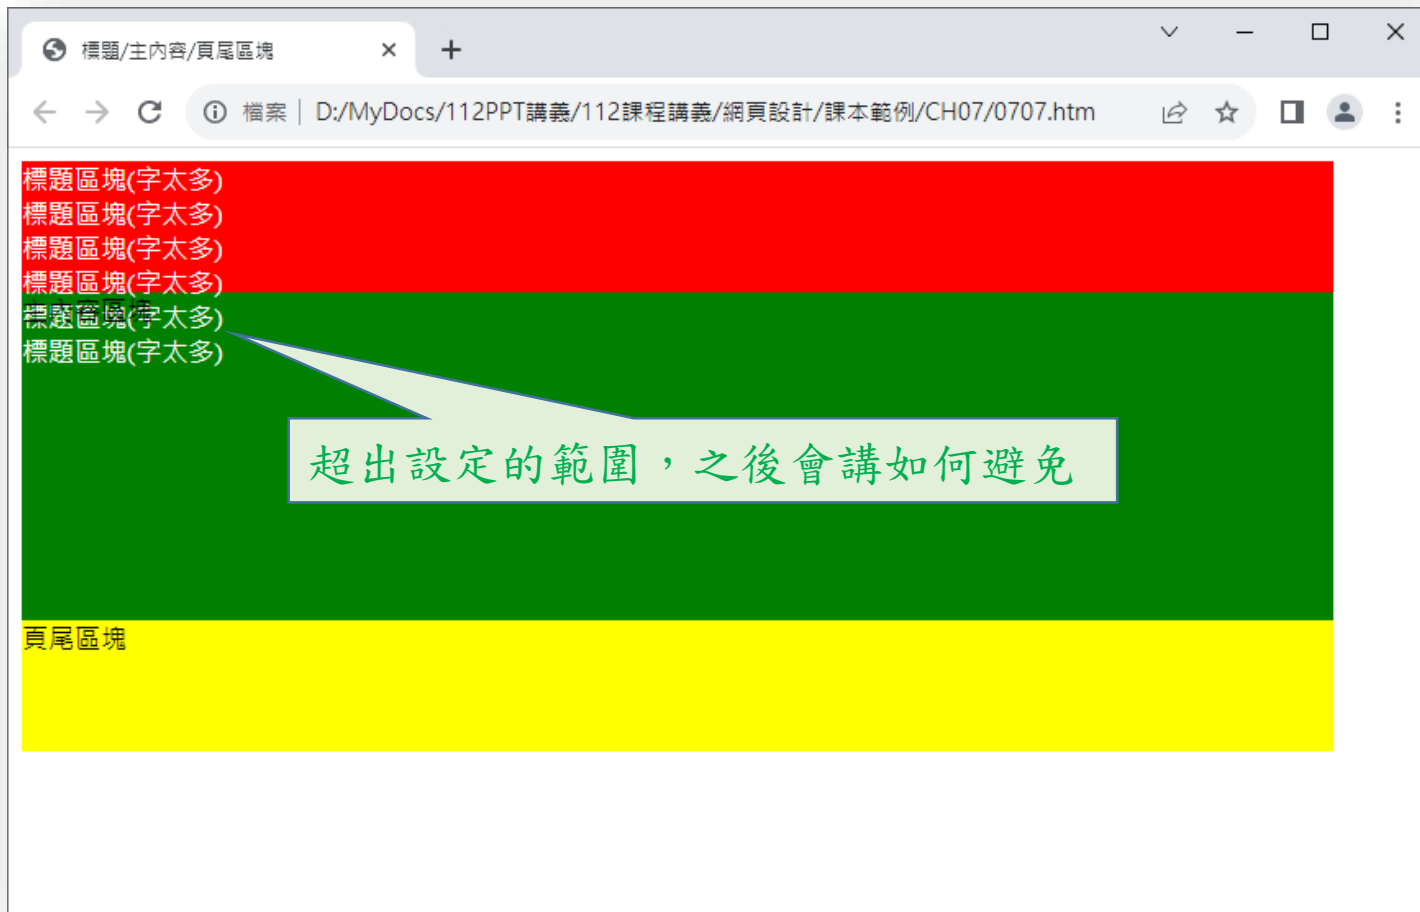 標題/主內容/頁尾區塊
檔案
D:/MyDocs/112PPT講義/112課程講義/網頁設計/課本範例/CH07/0707.htm
標題區塊(字太多)
標題區塊(字太多)
標題區塊(字太多)
標題區塊(字太多)
主內容區塊
標題區塊(字太多)
標題區塊(字太多)
超出設定的範圍，之後會講如何避免
頁尾區塊